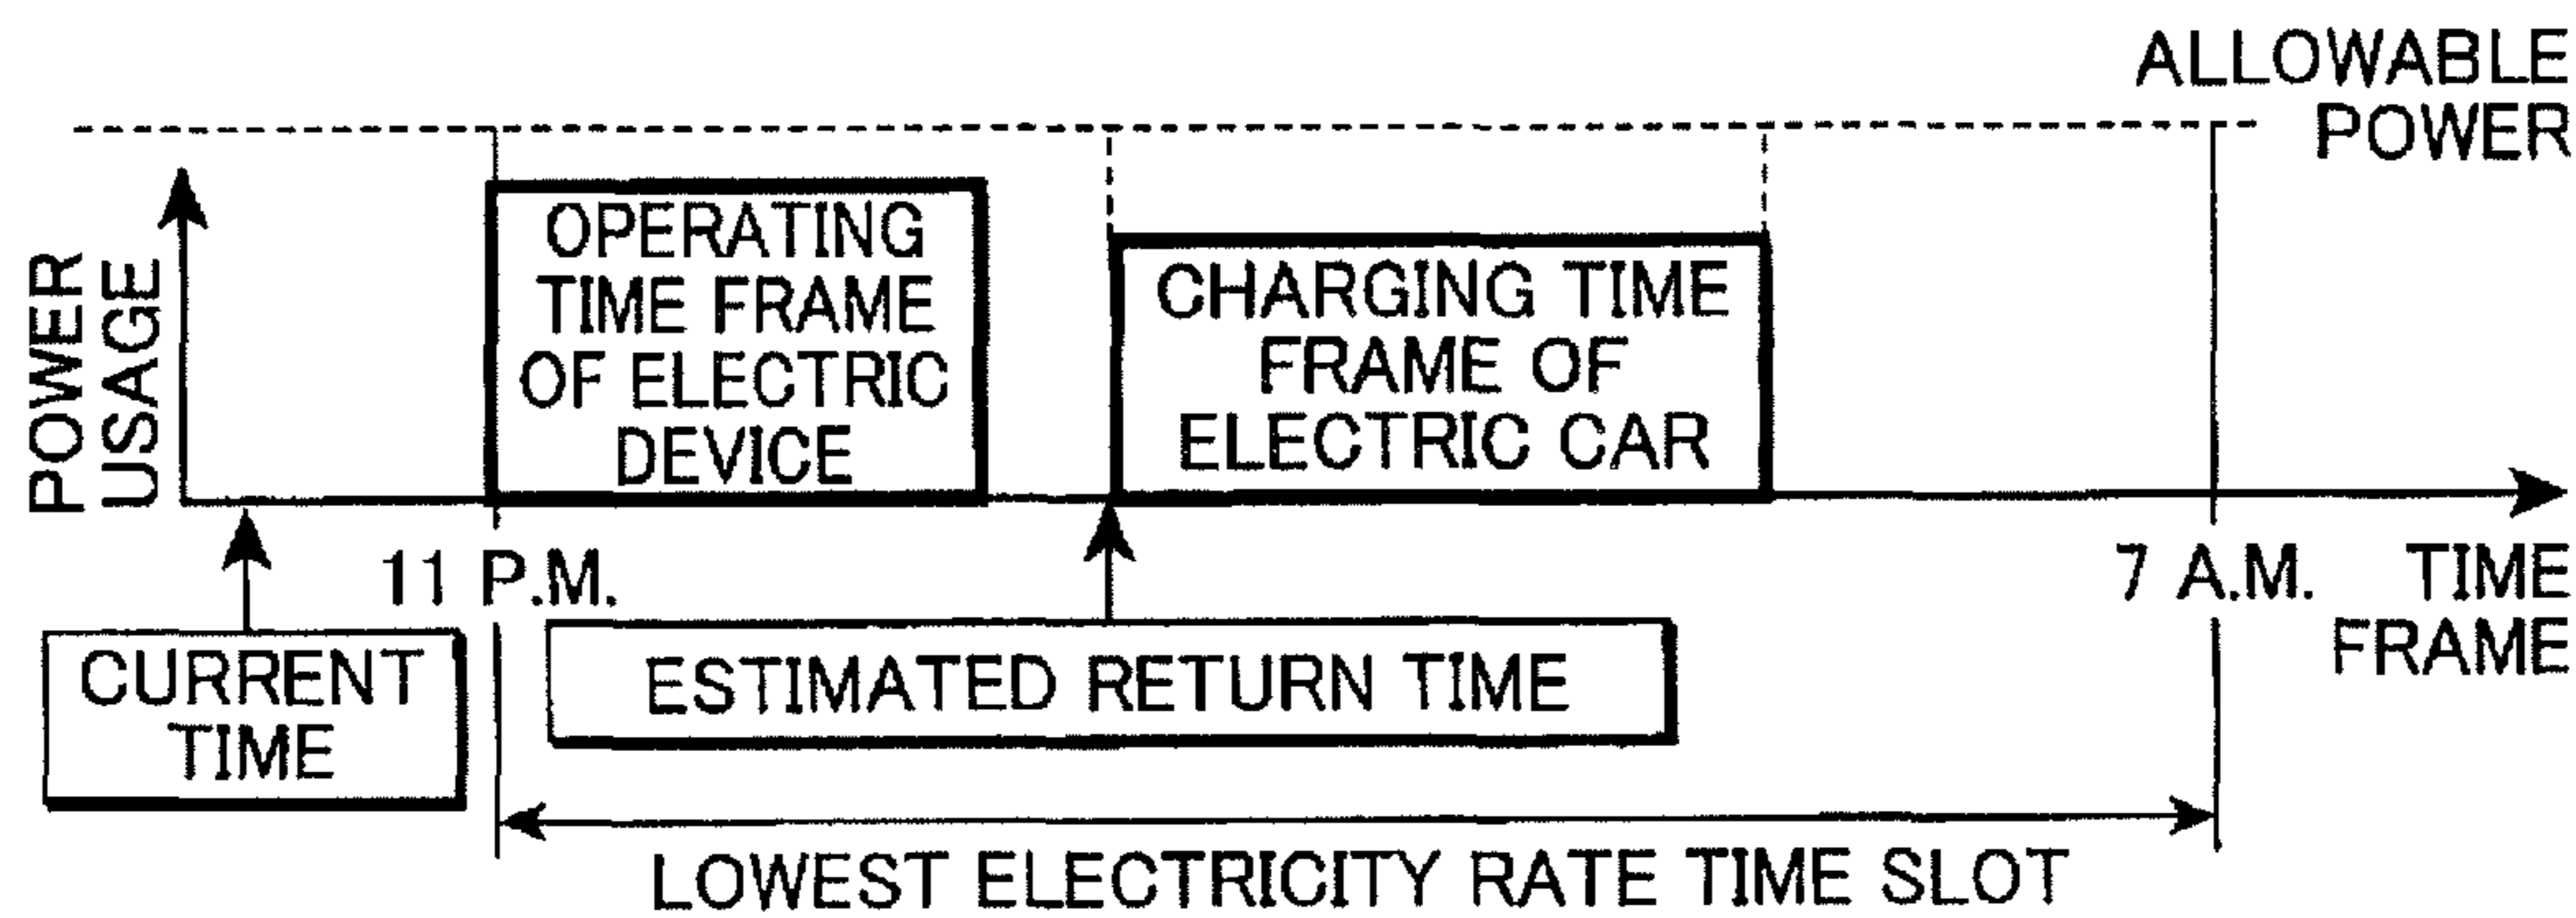 ALLOWABLE
POWER
POWER
USAGE
OPERATING
TIME FRAME
OF ELECTRIC
DEVICE
CHARGING TIME
FRAME OF
ELECTRIC CAR
11 P.M.
7 A.M.
TIME
FRAME
CURRENT
TIME
ESTIMATED RETURN TIME
LOWEST ELECTRICITY RATE TIME SLOT